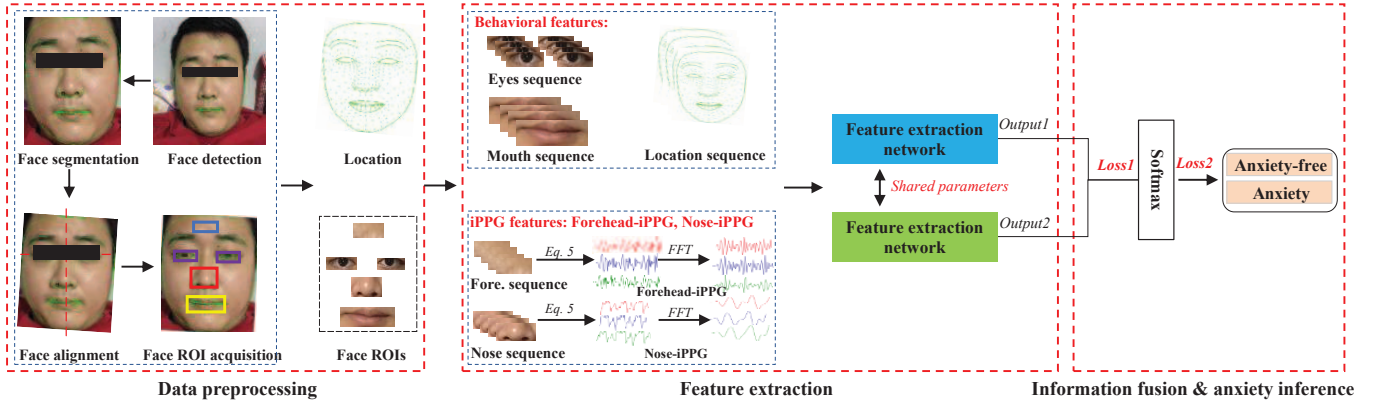 Face segmentation
Face detection
Location
Face alignment
Face ROI acquisition
Face ROIs
Data preprocessing
Behavioral features:
Eyes sequence
Mouth sequence
Location sequence
iPPG features: Forehead-iPPG, Nose-iPPG
Eq. 5
FFT
Fore. sequence
Forehead-iPPG
Eq. 5
FFT
Nose sequence
Nose-iPPG
Feature extraction
network
Output1
Shared parameters
Feature extraction
network
Output2
Feature extraction
Loss1
Softmax
Loss2
Anxiety-free
Anxiety
Information fusion & anxiety inference